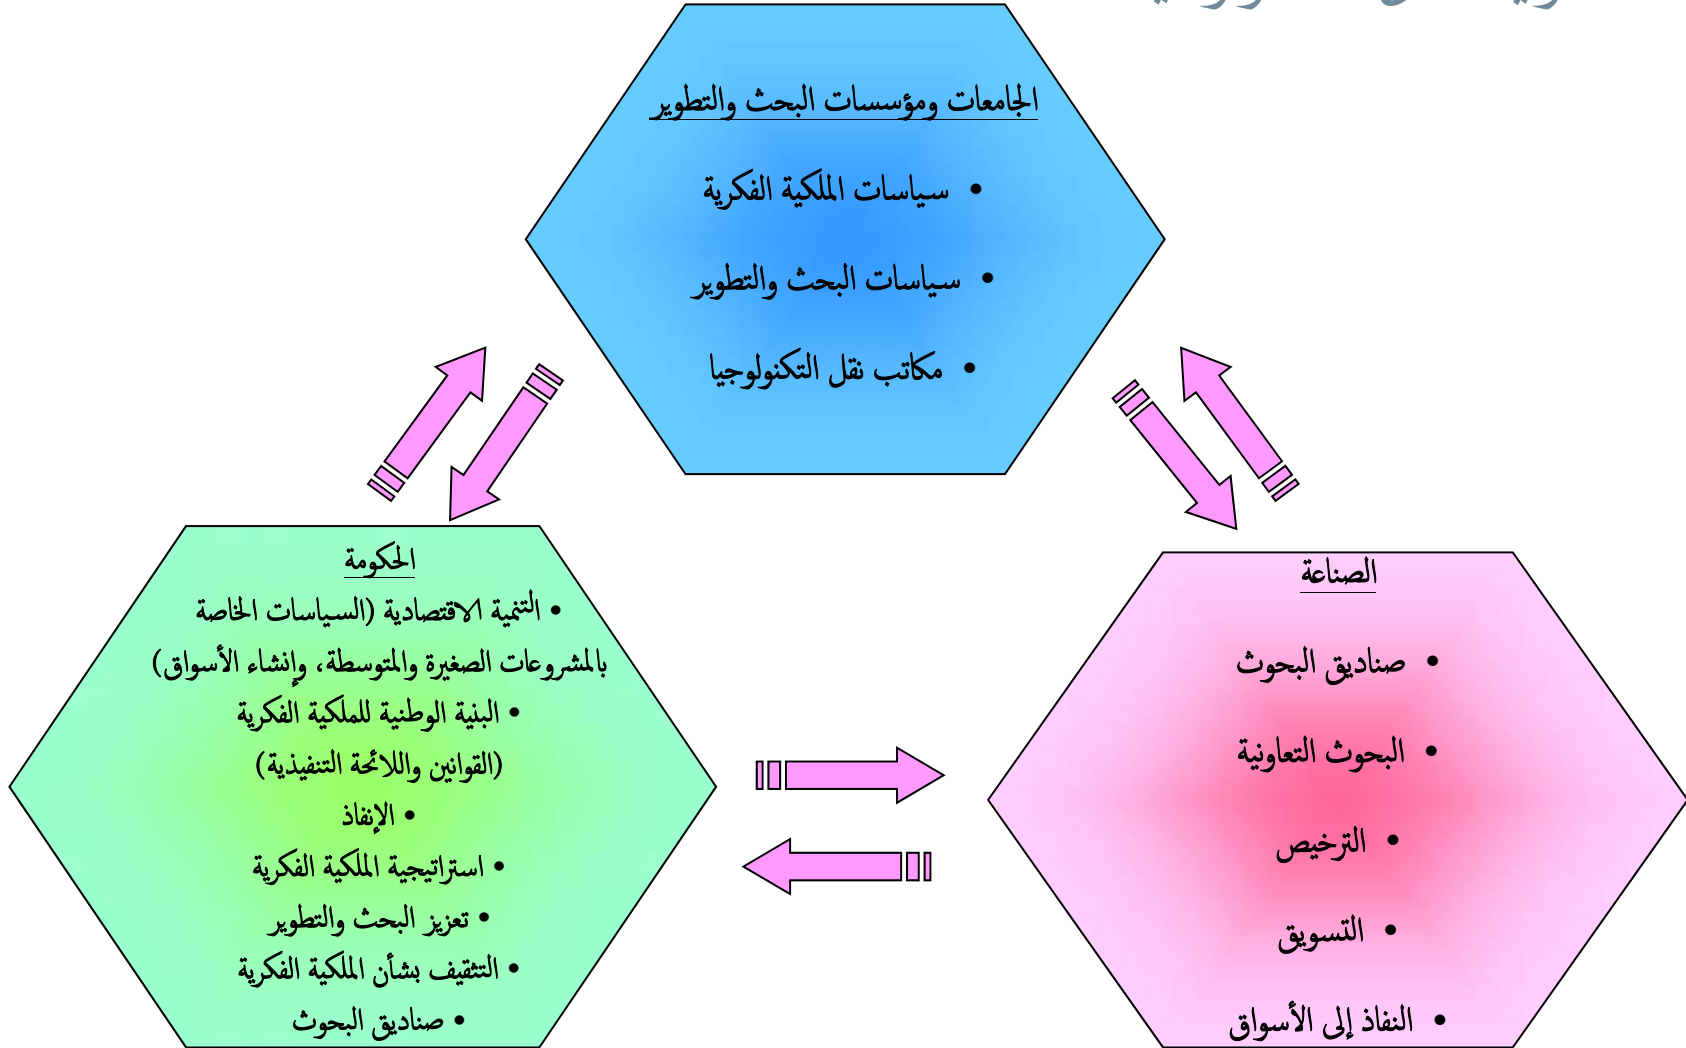 الجامعات ومؤسسات البحث والتطوير
• سياسات الملكية الفكرية
• سياسات البحث والتطوير
• مكاتب نقل التكنولوجيا
الصناعة
• صناديق البحوث
• البحوث التعاونية
• الترخيص
• التسويق
• النفاذ إلى الأسواق
الحكومة
• التنمية الاقتصادية (السياسات الخاصة
بالمشروعات الصغيرة والمتوسطة، وإنشاء الأسواق)
• البنية الوطنية للملكية الفكرية
(القوانين واللائحة التنفيذية)
• الإنفاذ
• استراتيجية الملكية الفكرية
• تعزيز البحث والتطوير
• التثقيف بشأن الملكية الفكرية
• صناديق البحوث